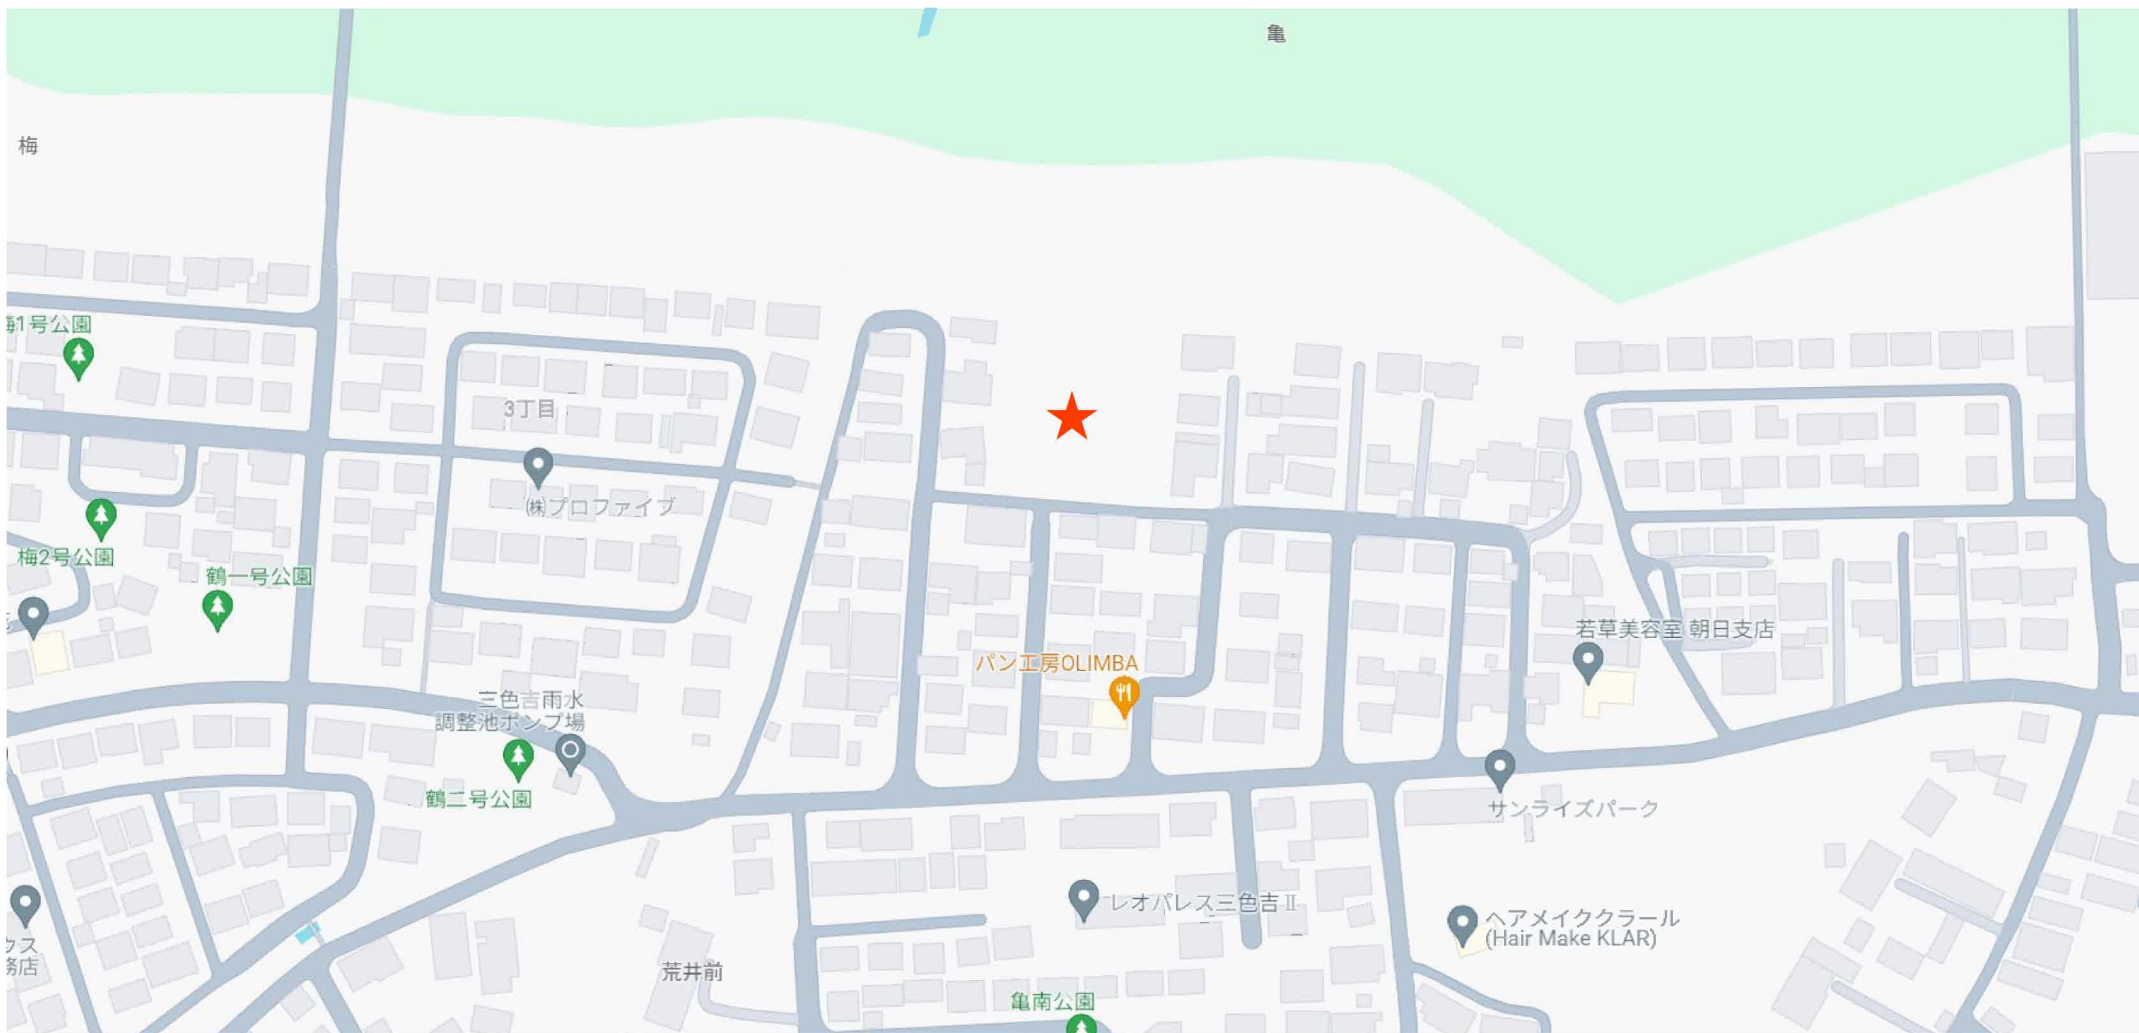 亀
梅
梅1号公園
3丁目
(株)プロファイブ
梅2号公園
鶴一号公園
若草美容室 朝日支店
パン工房OLIMBA
三色吉雨水
調整池ポンプ場
鶴二号公園
サンライズパーク
レオパレス三色吉Ⅱ
ヘアメイククラール
(Hair Make KLAR)
ウス
務店
荒井前
亀南公園